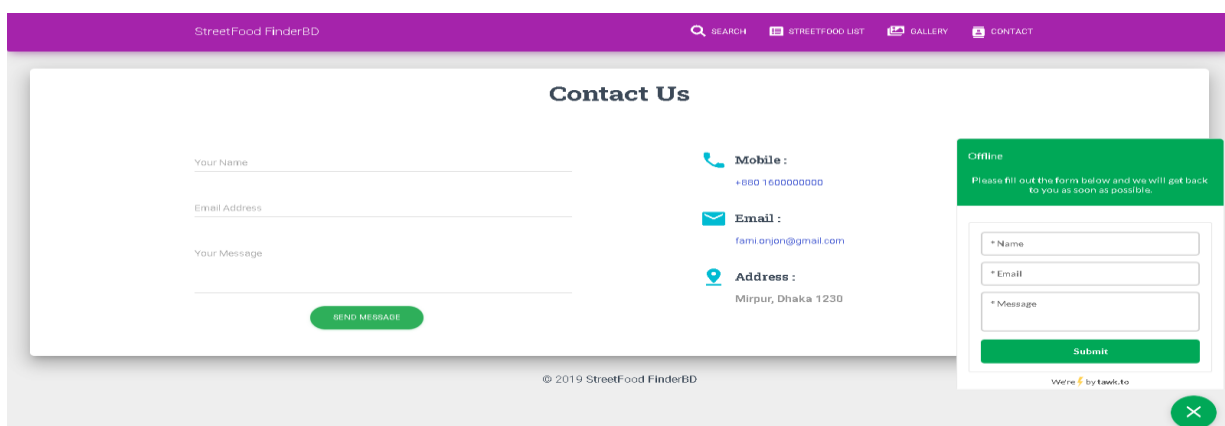 StreetFood FinderBD
SEARCH
STREETFOOD LIST
GALLERY
CONTACT
Contact Us
Your Name
Email Address
Your Message
SEND MESSAGE
Mobile :
+880 1600000000
Email :
fami.onjon@gmail.com
Address :
Mirpur, Dhaka 1230
Offline
Please fill out the form below and we will get back
to you as soon as possible.
* Name
* Email
* Message
Submit
We're ⚡ by tawk.to
© 2019 StreetFood FinderBD